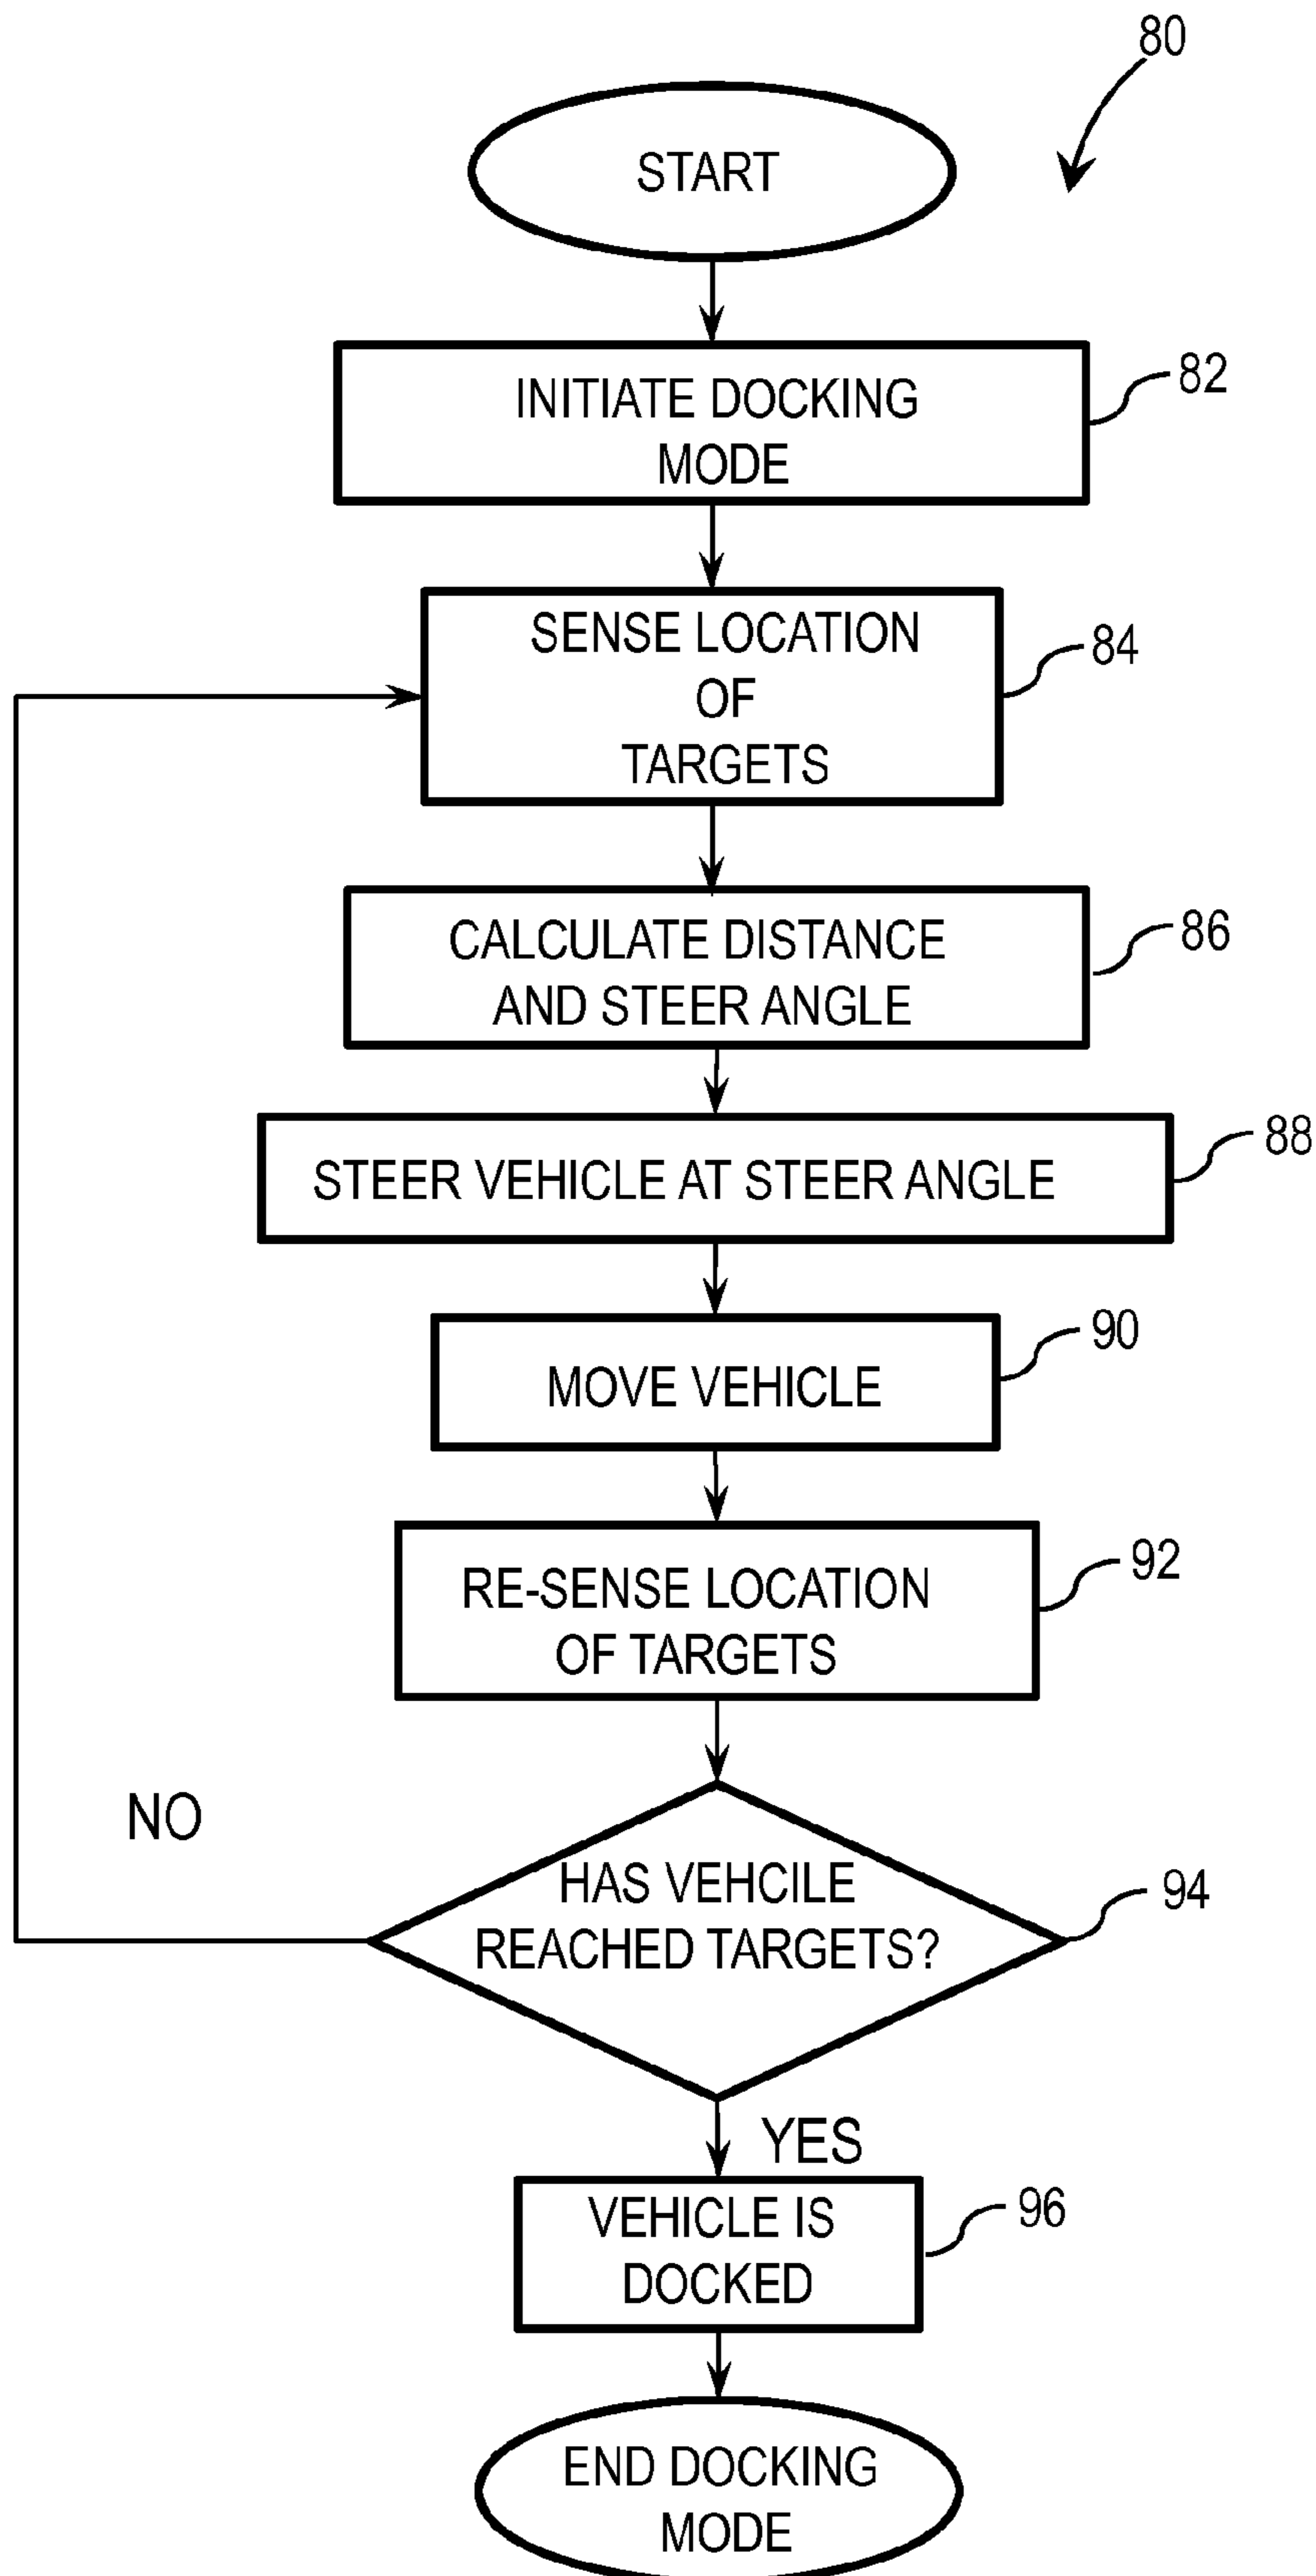 80
START
INITIATE DOCKING
MODE
82
SENSE LOCATION
OF
TARGETS
84
CALCULATE DISTANCE
AND STEER ANGLE
86
STEER VEHICLE AT STEER ANGLE
88
MOVE VEHICLE
90
RE-SENSE LOCATION
OF TARGETS
92
NO
HAS VEHCILE
REACHED TARGETS?
94
YES
VEHICLE IS
DOCKED
96
END DOCKING
MODE